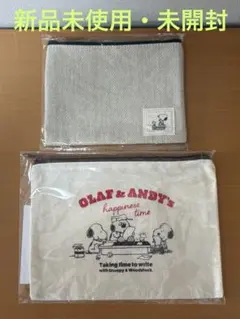 新品未使用・未開封
OLAF & ANDY's
happiness
time
Taking time to write
with Snoopy & Woodstock.